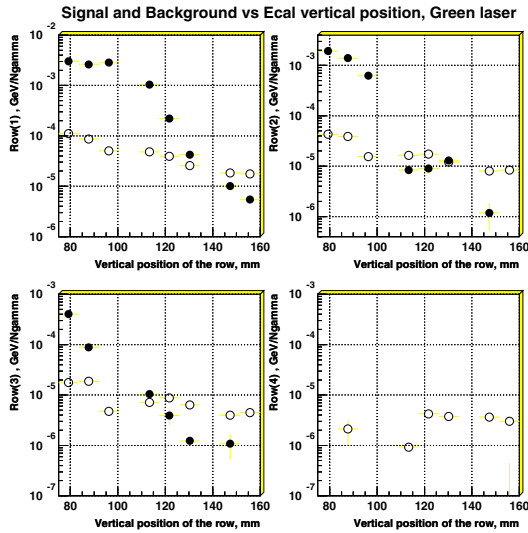 Signal and Background vs Ecal vertical position, Green laser
Row(1) , GeV/Ngamma
10^-2
10^-3
10^-4
10^-5
10^-6
80 100 120 140 160
Vertical position of the row, mm
Row(2) , GeV/Ngamma
10^-3
10^-4
10^-5
10^-6
80 100 120 140 160
Vertical position of the row, mm
Row(3) , GeV/Ngamma
10^-3
10^-4
10^-5
10^-6
10^-7
80 100 120 140 160
Vertical position of the row, mm
Row(4) , GeV/Ngamma
10^-3
10^-4
10^-5
10^-6
10^-7
80 100 120 140 160
Vertical position of the row, mm